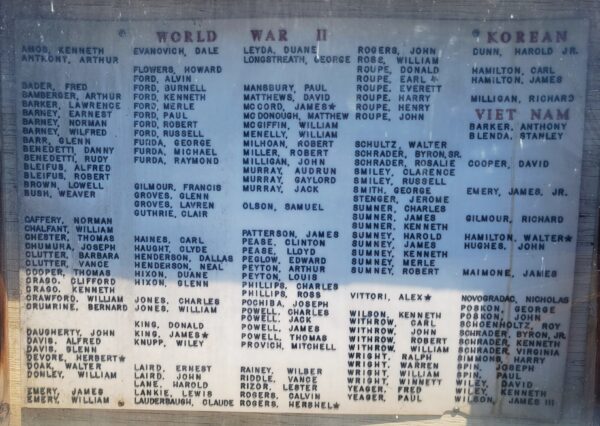 WORLD WAR II
KOREAN
AMOS, KENNETH
ANTHONY, ARTHUR
BADER, FRED
BAMBERGER, ARTHUR
BARKER, LAWRENCE
BARNEY, EARNEST
BARNEY, NORMAN
BARNEY, WILFRED
BARR, GLENN
BENEDETTI, DANNY
BENEDETTI, RUDY
BLEIFUS, ALFRED
BLEIFUS, ROBERT
BROWN, LOWELL
BUSH, WEAVER
CAFFERY, NORMAN
CHALFANT, WILLIAM
CHESTER, THOMAS
CHUMURA, JOSEPH
CLUTTER, BARBARA
CLUTTER, VANCE
COOPER, THOMAS
CRAGO, CLIFFORD
CRAGO, KENNETH
CRAWFORD, WILLIAM
CRUMRINE, BERNARD
DAUGHERTY, JOHN
DAVIS, ALFRED
DAVIS, GLENN
DEVORE, HERBERT★
DOAK, WALTER
DONLEY, WILLIAM
EMERY, JAMES
EMERY, WILLIAM
EVANOVICH, DALE
FLOWERS, HOWARD
FORD, ALVIN
FORD, BURNELL
FORD, KENNETH
FORD, MERLE
FORD, PAUL
FORD, ROBERT
FORD, RUSSELL
FURDA, GEORGE
FURDA, MICHAEL
FURDA, RAYMOND
GILMOUR, FRANCIS
GROVES, GLENN
GROVES, LAVREN
GUTHRIE, CLAIR
HAINES, CARL
HAUGHT, CLYDE
HENDERSON, DALLAS
HENDERSON, NEAL
HIXON, DUANE
HIXON, GLENN
JONES, CHARLES
JONES, WILLIAM
KING, DONALD
KING, JAMES★
KNUPP, WILEY
LAIRD, ERNEST
LAIRD, JOHN
LANE, HAROLD
LANKIE, LEWIS
LAUDERBAUGH, CLAUDE
LEYDA, DUANE
LONGSTREATH, GEORGE
MANSBURY, PAUL
MATTHEWS, DAVID
MCCORD, JAMES★
MCDONOUGH, MATTHEW
MCGIFFIN, WILLIAM
MENELLY, WILLIAM
MILHOAN, ROBERT
MILLER, ROBERT
MILLIGAN, JOHN
MURRAY, AUDRUN
MURRAY, GAYLORD
MURRAY, JACK
OLSON, SAMUEL
PATTERSON, JAMES
PEASE, CLINTON
PEASE, LLOYD
PEGLOW, EDWARD
PEYTON, ARTHUR
PEYTON, LOUIS
PHILLIPS, CHARLES
PHILLIPS, ROSS
POCHIBA, JOSEPH
POWELL, CHARLES
POWELL, JACK
POWELL, JAMES
POWELL, THOMAS
PROVICH, MITCHELL
RAINEY, WILBER
RIDDLE, VANCE
RIZOR, LESTER
ROGERS, CALVIN
ROGERS, HERSHEL★
ROGERS, JOHN
ROSE, WILLIAM
ROUPE, DONALD
ROUPE, EARL
ROUPE, EVERETT
ROUPE, HARRY
ROUPE, HENRY
ROUPE, JOHN
SCHULTZ, WALTER
SCHRADER, BYRON, SR.
SCHRADER, ROSALIE
SMILEY, CLARENCE
SMILEY, RUSSELL
SMITH, GEORGE
STENGER, JEROME
SUMNER, CHARLES
SUMNER, JAMES
SUMNER, KENNETH
SUMNEY, HAROLD
SUMNEY, JAMES
SUMNEY, KENNETH
SUMNEY, MERLE
SUMNEY, ROBERT
VITTORI, ALEX★
WILSON, KENNETH
WITHROW, CARL
WITHROW, JOHN
WITHROW, ROBERT
WITHROW, WILLIAM
WRIGHT, RALPH
WRIGHT, WARREN
WRIGHT, WILLIAM
WRIGHT, WINNETT
YEAGER, FRED
YEAGER, PAUL
DUNN, HAROLD JR.
HAMILTON, CARL
HAMILTON, JAMES
MILLIGAN, RICHARD
VIET NAM
BARKER, ANTHONY
BLENDA, STANLEY
COOPER, DAVID
EMERY, JAMES, JR.
GILMOUR, RICHARD
HAMILTON, WALTER★
HUGHES, JOHN
MAIMONE, JAMES
NOVOGRADAC, NICHOLAS
POSKON, GEORGE
POSKON, JOHN
SCHOENHOLTZ, ROY
SCHRADER, BYRON, JR.
SCHRADER, KENNETH
SCHRADER, VIRGINIA
SIMMONS, HARRY
SPIN, JOSEPH
SPIN, PAUL
WILEY, DAVID
WILEY, KENNETH
WILSON, JAMES III